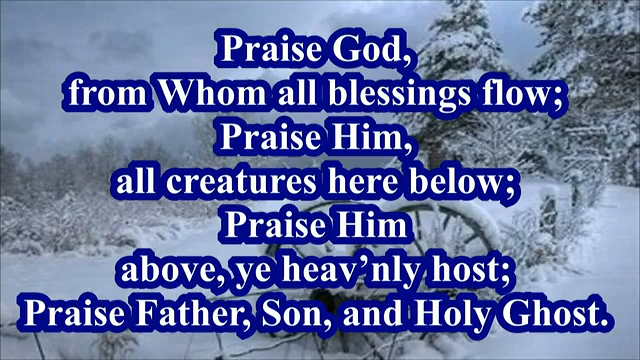 Praise God,
from Whom all blessings flow;
Praise Him,
all creatures here below;
Praise Him
above, ye heav’nly host;
Praise Father, Son, and Holy Ghost.